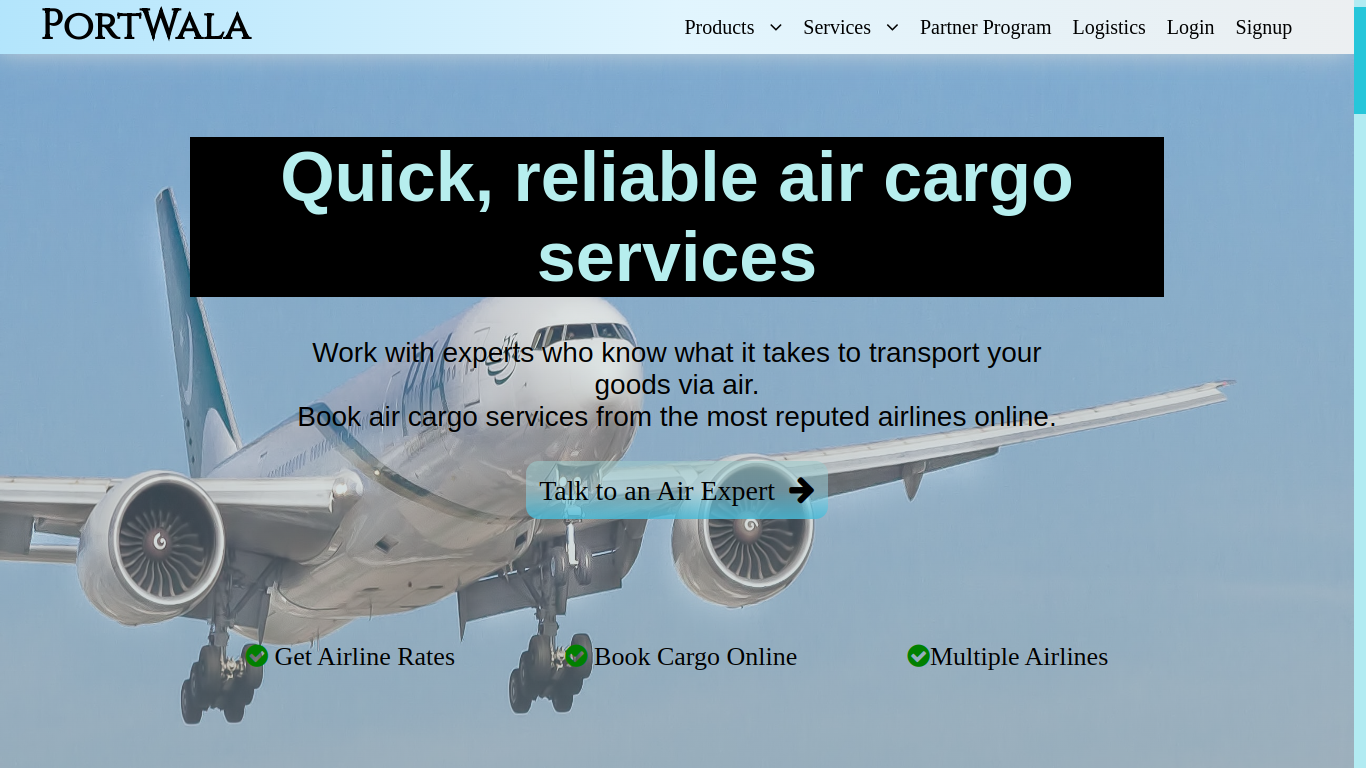 PORTWALA
Products
Services
Partner Program
Logistics
Login
Signup
Quick, reliable air cargo
services
Work with experts who know what it takes to transport your
goods via air.
Book air cargo services from the most reputed airlines online.
Talk to an Air Expert
Get Airline Rates
Book Cargo Online
Multiple Airlines